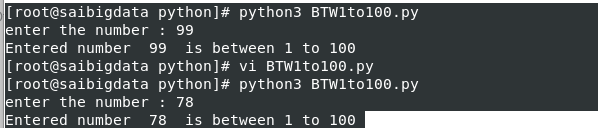 [root@saibigdata python]# python3 BTW1to100.py
enter the number : 99
Entered number  99  is between 1 to 100
[root@saibigdata python]# vi BTW1to100.py
[root@saibigdata python]# python3 BTW1to100.py
enter the number : 78
Entered number  78  is between 1 to 100